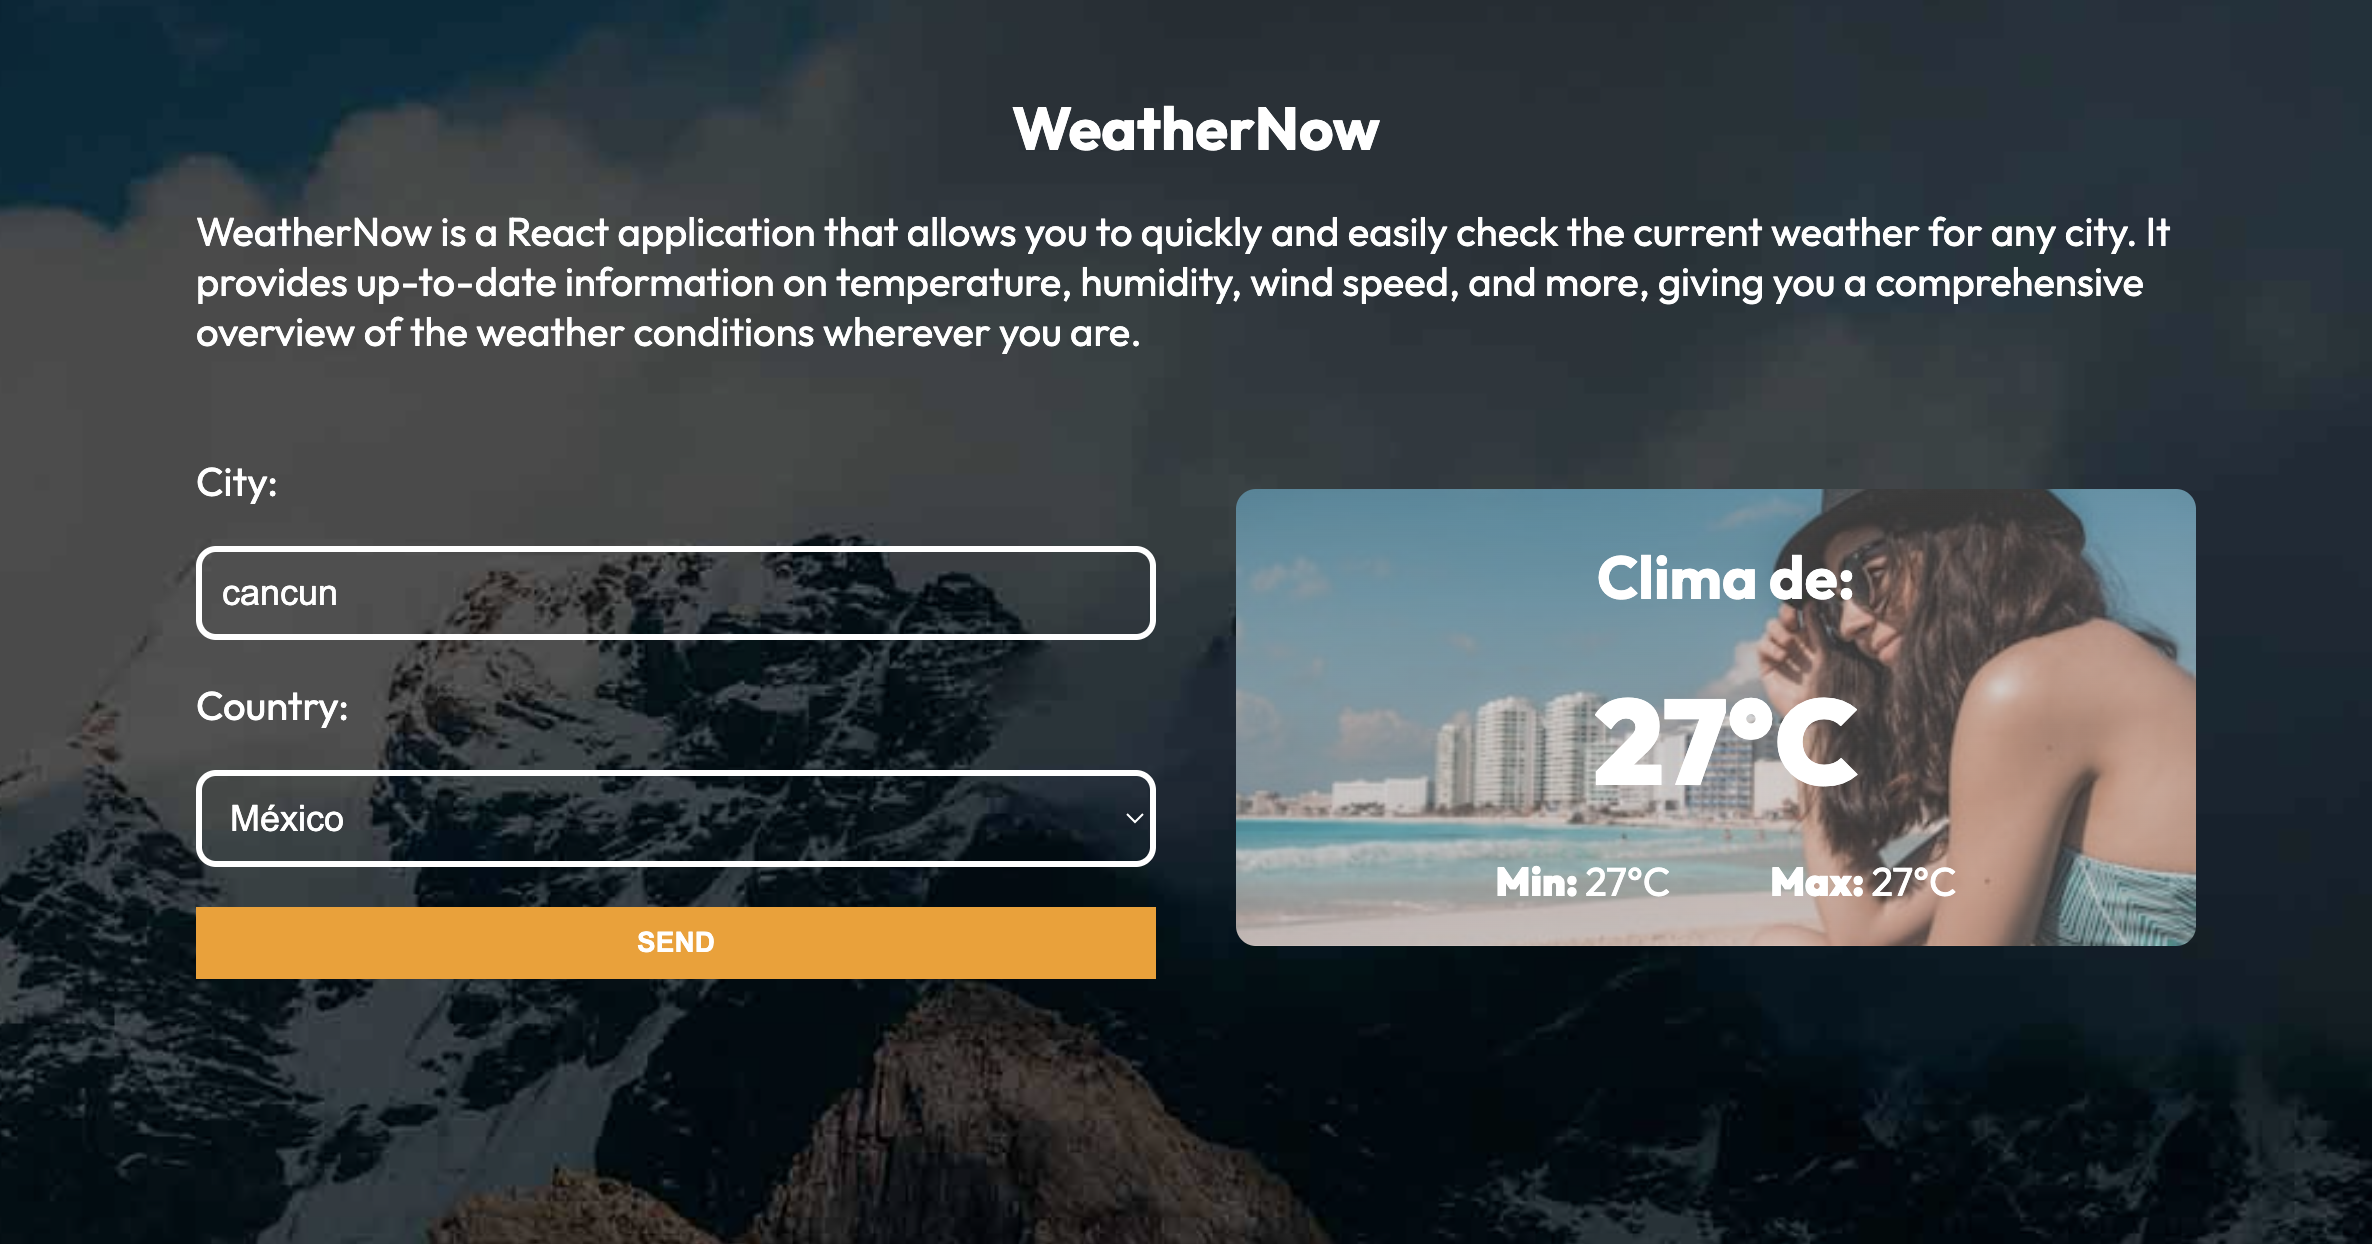 WeatherNow
WeatherNow is a React application that allows you to quickly and easily check the current weather for any city. It
provides up-to-date information on temperature, humidity, wind speed, and more, giving you a comprehensive
overview of the weather conditions wherever you are.
City:
cancun
Country:
México
SEND
Clima de:
27°C
Min: 27°C
Max: 27°C